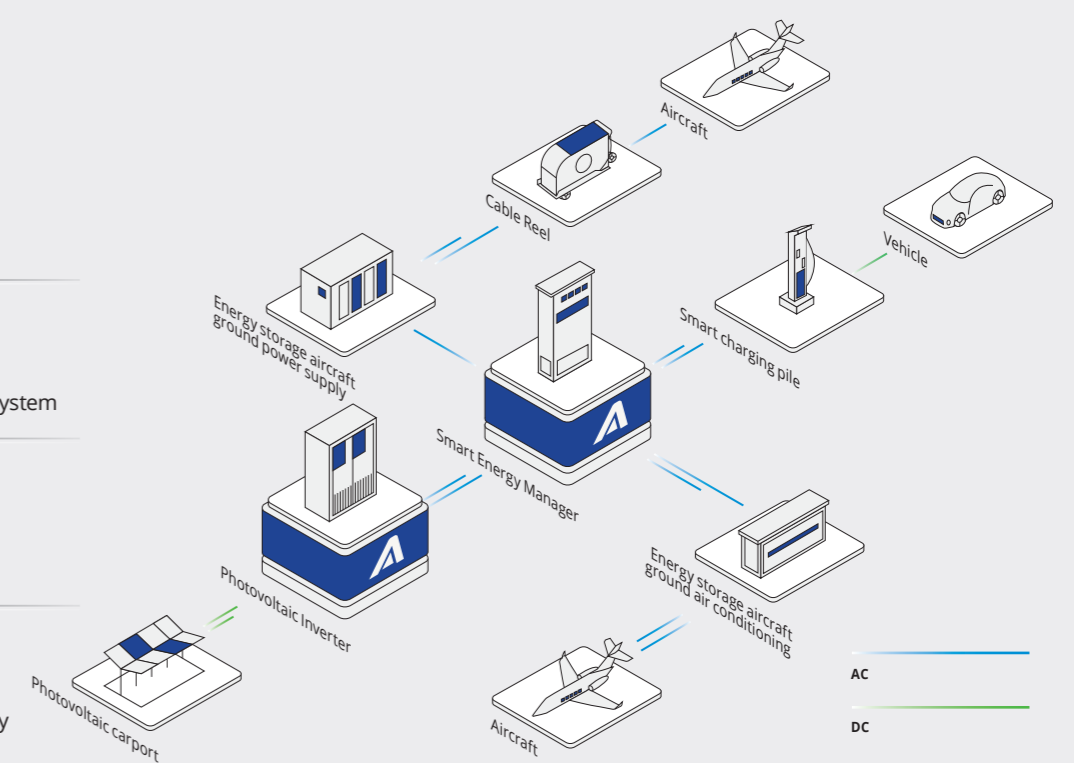 Aircraft
Cable Reel
Vehicle
Energy storage aircraft
ground power supply
Smart charging pile
ystem
Smart Energy Manager
Energy storage aircraft
ground air conditioning
Photovoltaic Inverter
AC
Photovoltaic carport
y
Aircraft
DC